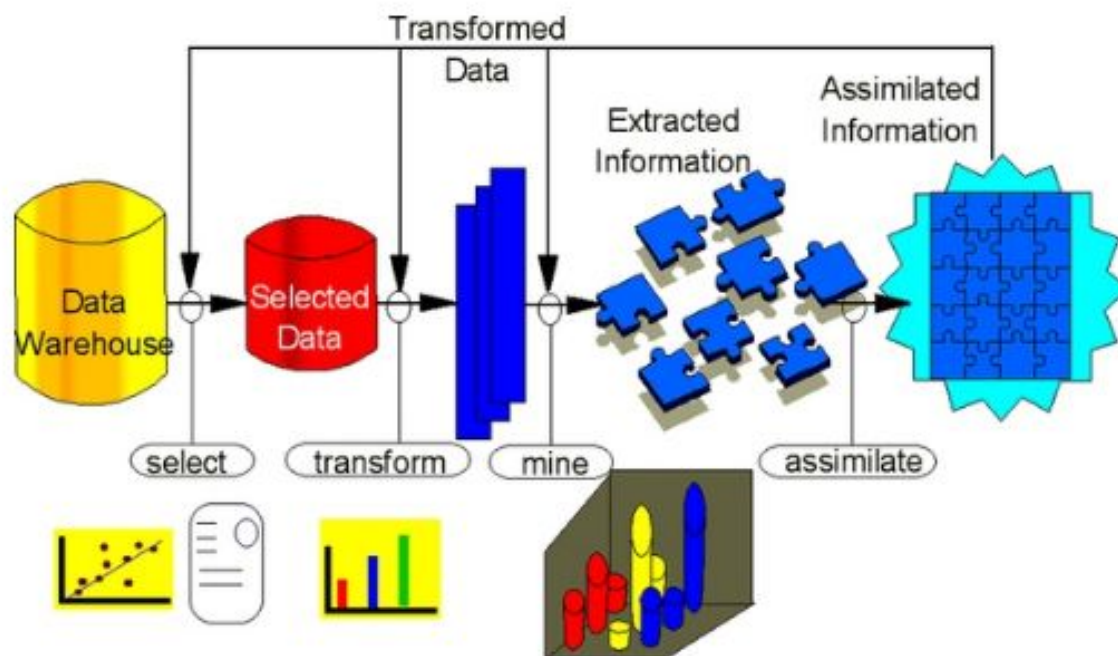 Transformed
Data
Assimilated
Information
Extracted
Information
Data
Warehouse
Selected
Data
select
transform
mine
assimilate